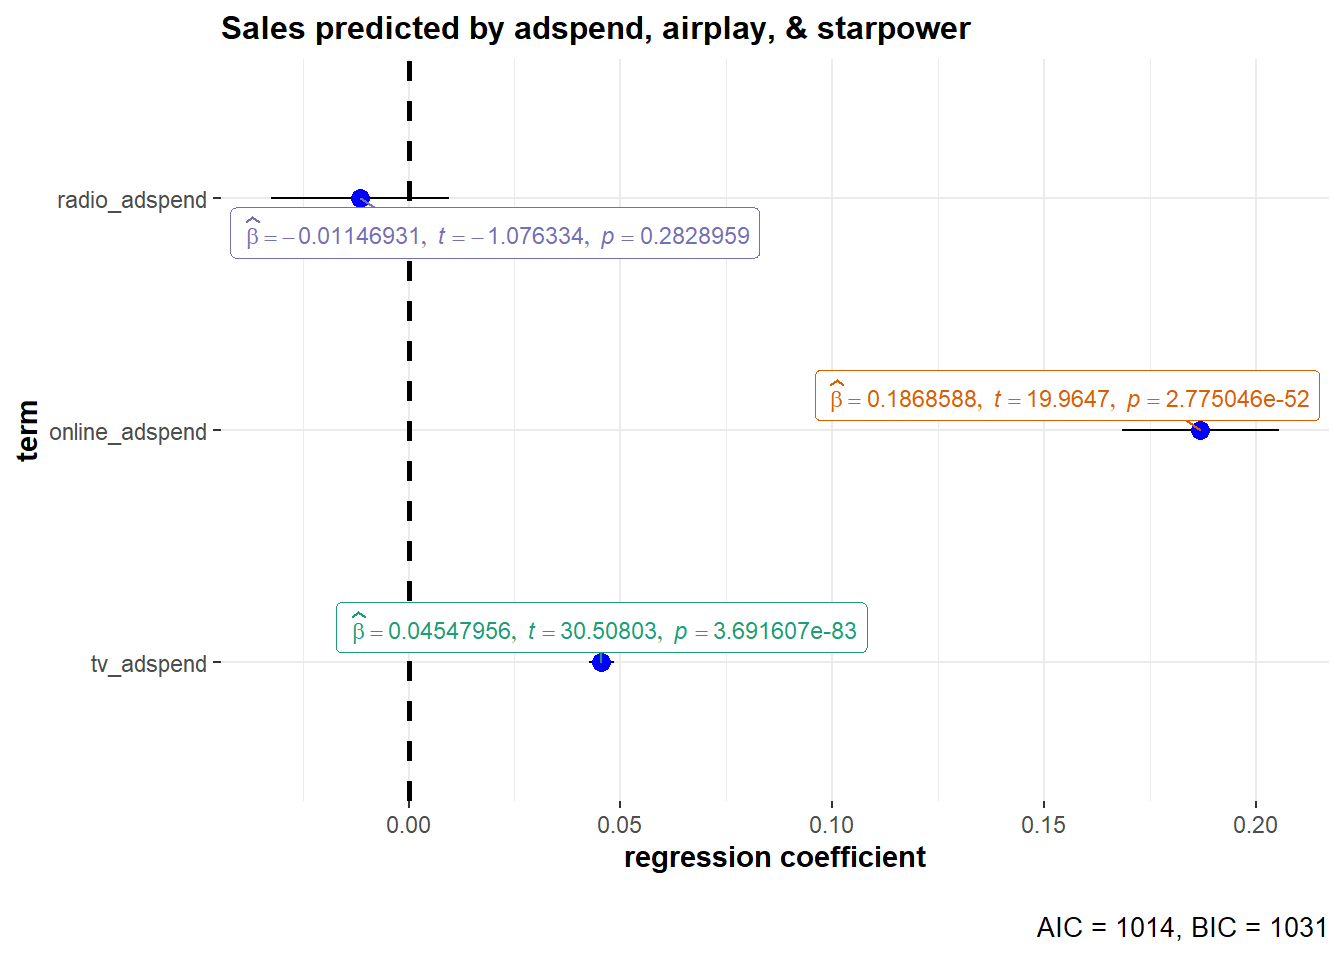 Sales predicted by adspend, airplay, & starpower
term
radio_adspend
β̂ = −0.01146931, t = −1.076334, p = 0.2828959
online_adspend
β̂ = 0.1868588, t = 19.9647, p = 2.775046e-52
tv_adspend
β̂ = 0.04547956, t = 30.50803, p = 3.691607e-83
0.00 0.05 0.10 0.15 0.20
regression coefficient
AIC = 1014, BIC = 1031